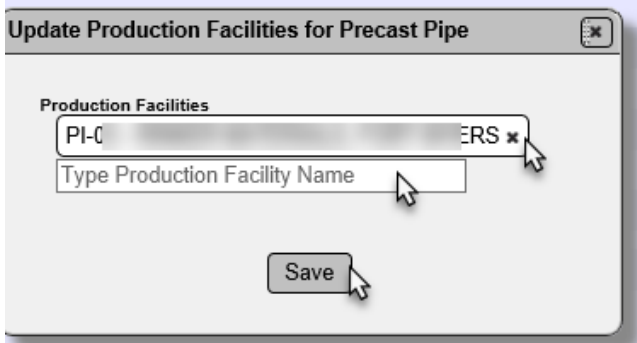 Update Production Facilities for Precast Pipe
Production Facilities
PI-0 ERS
Type Production Facility Name
Save